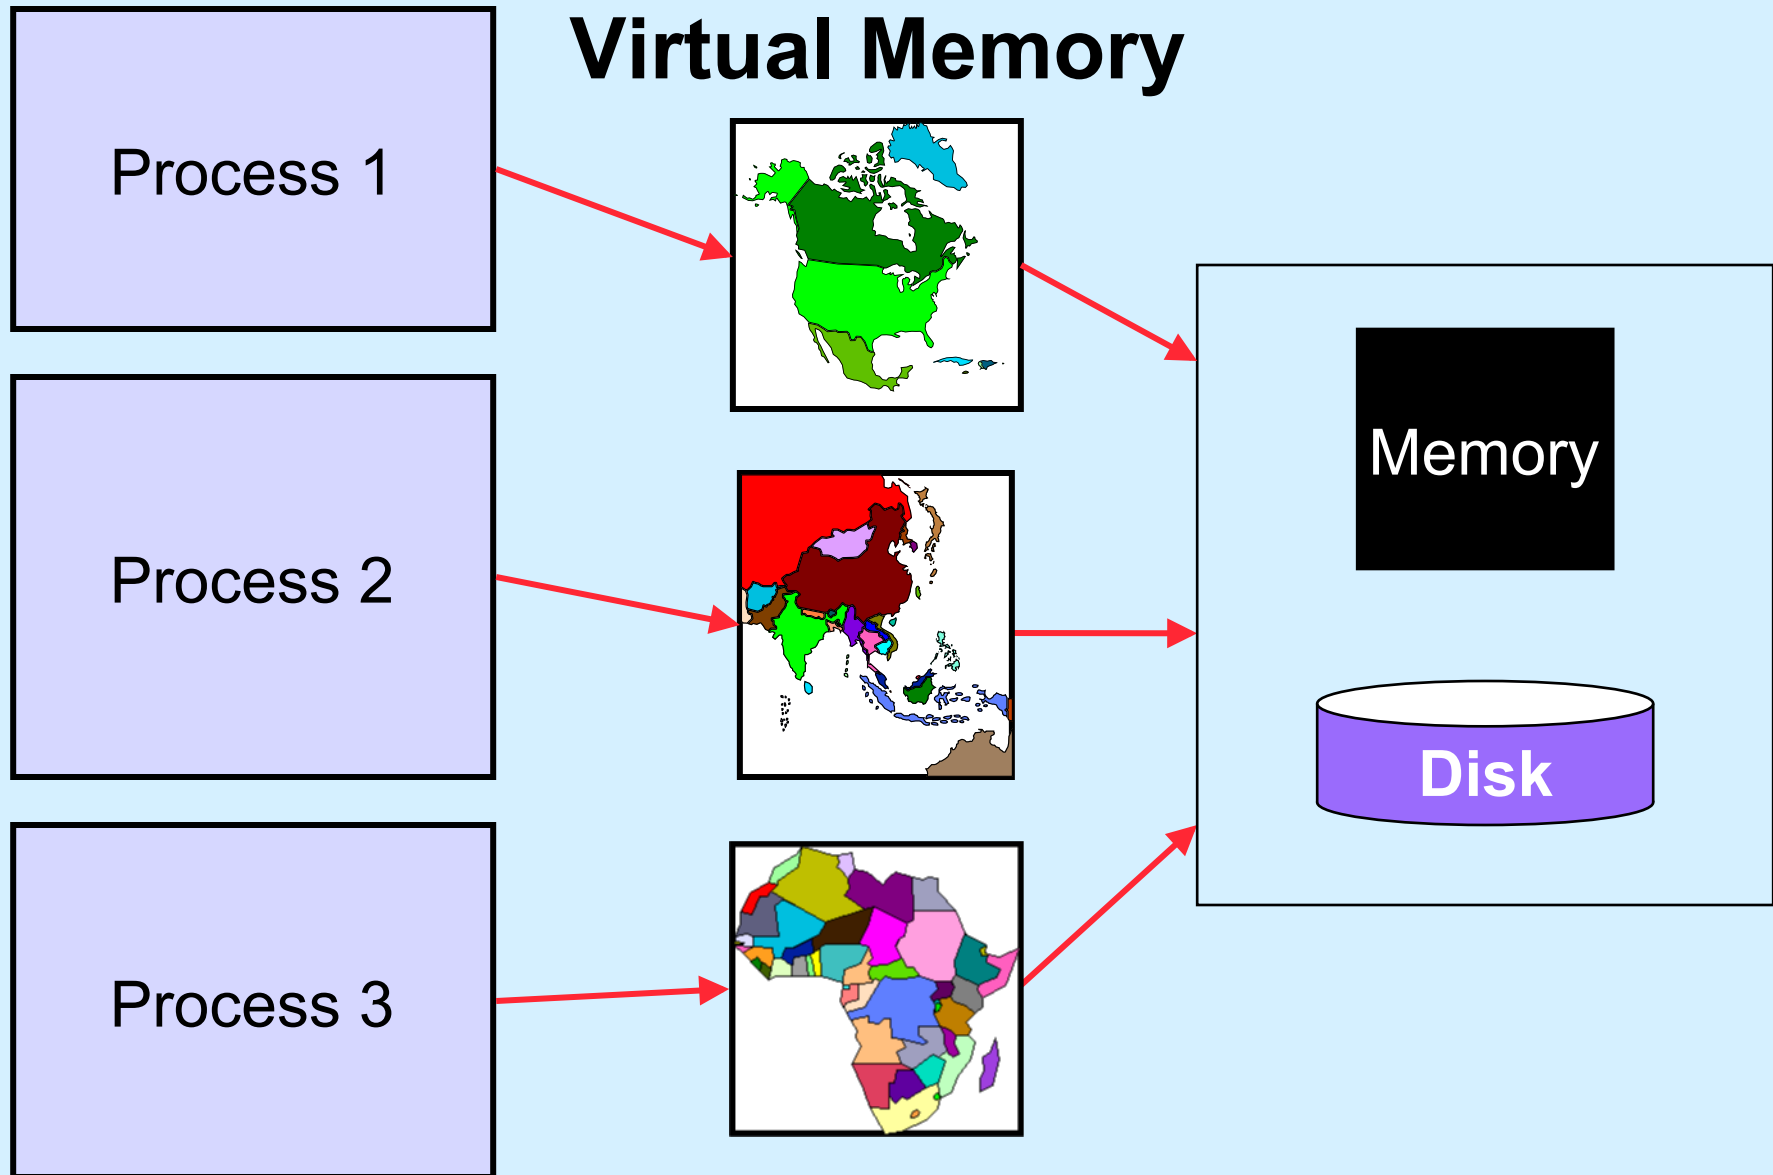 Virtual Memory
Process 1
Process 2
Process 3
Memory
Disk